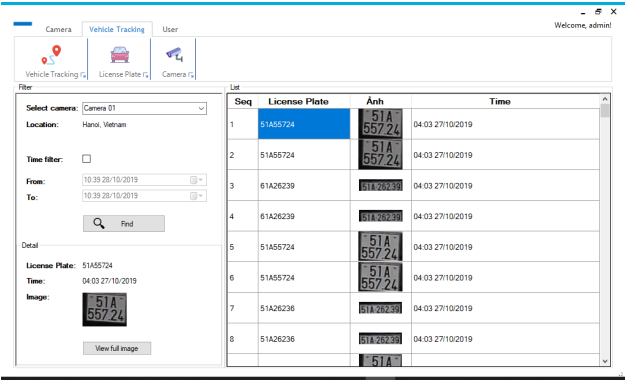 Welcome, admin!
Camera Vehicle Tracking User
Vehicle Tracking License Plate Camera
Filter
Select camera: Camera 01
Location: Hanoi, Vietnam
Time filter:
From: 10:39 28/10/2019
To: 10:39 28/10/2019
Find
Detail
License Plate: 51A55724
Time: 04:03 27/10/2019
Image: 51A
557.24
View full image
List
Seq License Plate Ảnh Time
1 51A55724 51A 557.24 04:03 27/10/2019
2 51A55724 51A 557.24 04:03 27/10/2019
3 61A26239 51A 262.39 04:03 27/10/2019
4 61A26239 51A 262.39 04:03 27/10/2019
5 51A55724 51A 557.24 04:03 27/10/2019
6 51A55724 51A 557.24 04:03 27/10/2019
7 51A26236 51A 262.39 04:03 27/10/2019
8 51A26236 51A 262.39 04:03 27/10/2019
51A